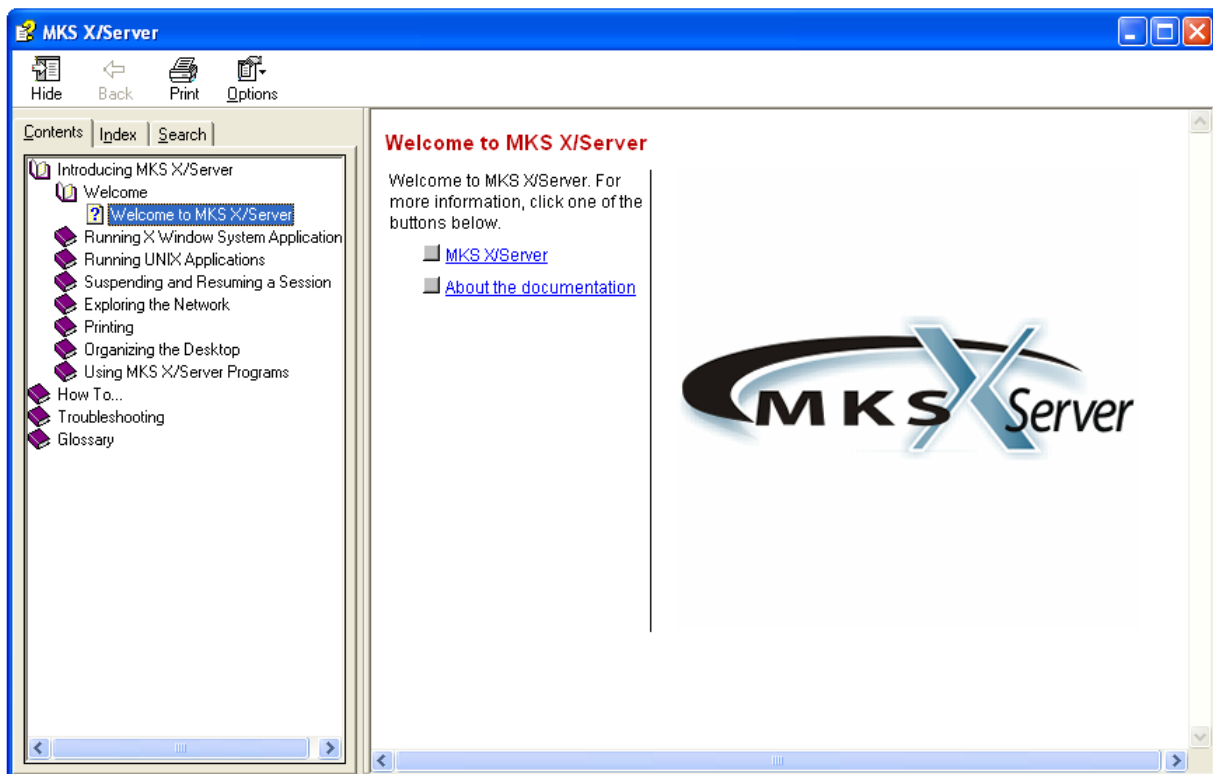 MKS X/Server
Hide Back Print Options
Contents Index Search
Introducing MKS X/Server
Welcome
Welcome to MKS X/Server
Running X Window System Application
Running UNIX Applications
Suspending and Resuming a Session
Exploring the Network
Printing
Organizing the Desktop
Using MKS X/Server Programs
How To...
Troubleshooting
Glossary
Welcome to MKS X/Server
Welcome to MKS X/Server. For
more information, click one of the
buttons below.
MKS X/Server
About the documentation
MKS X Server